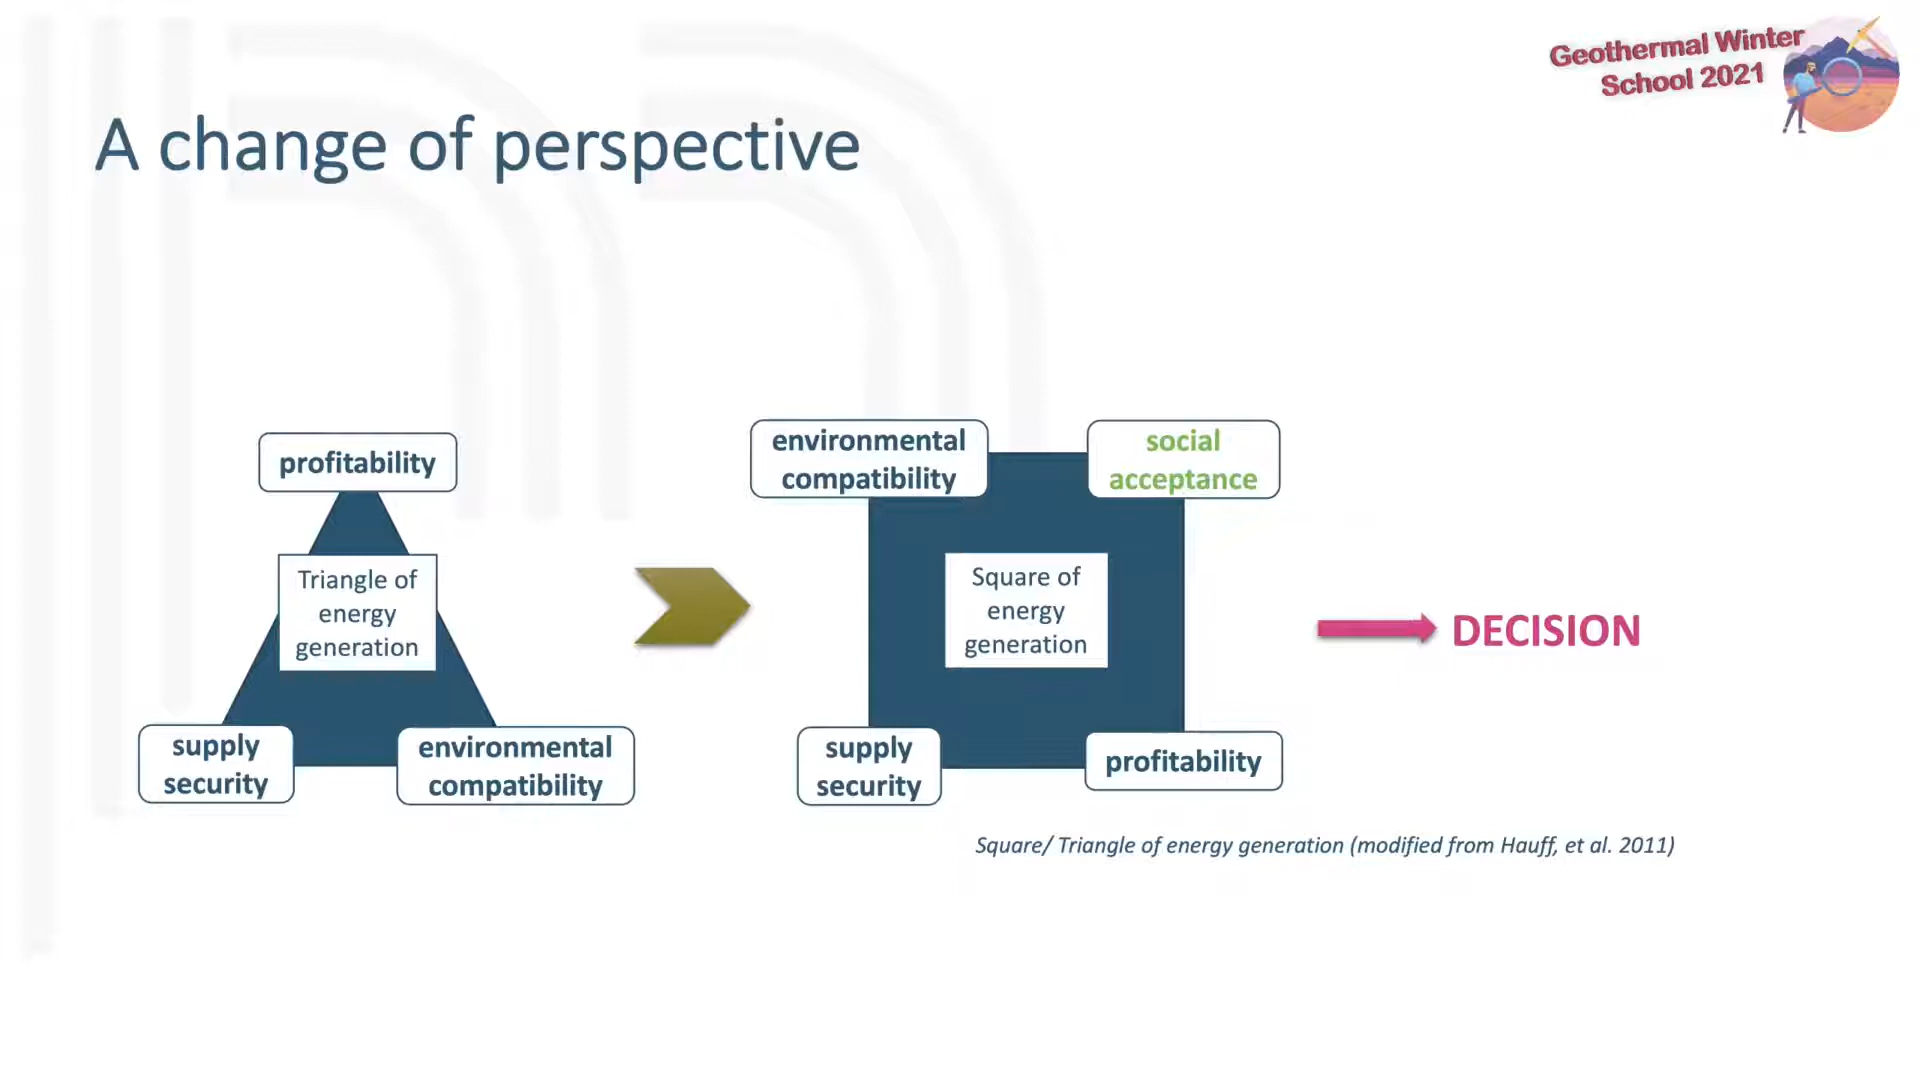 Geothermal Winter
School 2021
A change of perspective
profitability
Triangle of
energy
generation
supply
security
environmental
compatibility
environmental
compatibility
social
acceptance
Square of
energy
generation
supply
security
profitability
DECISION
Square/ Triangle of energy generation (modified from Hauff, et al. 2011)